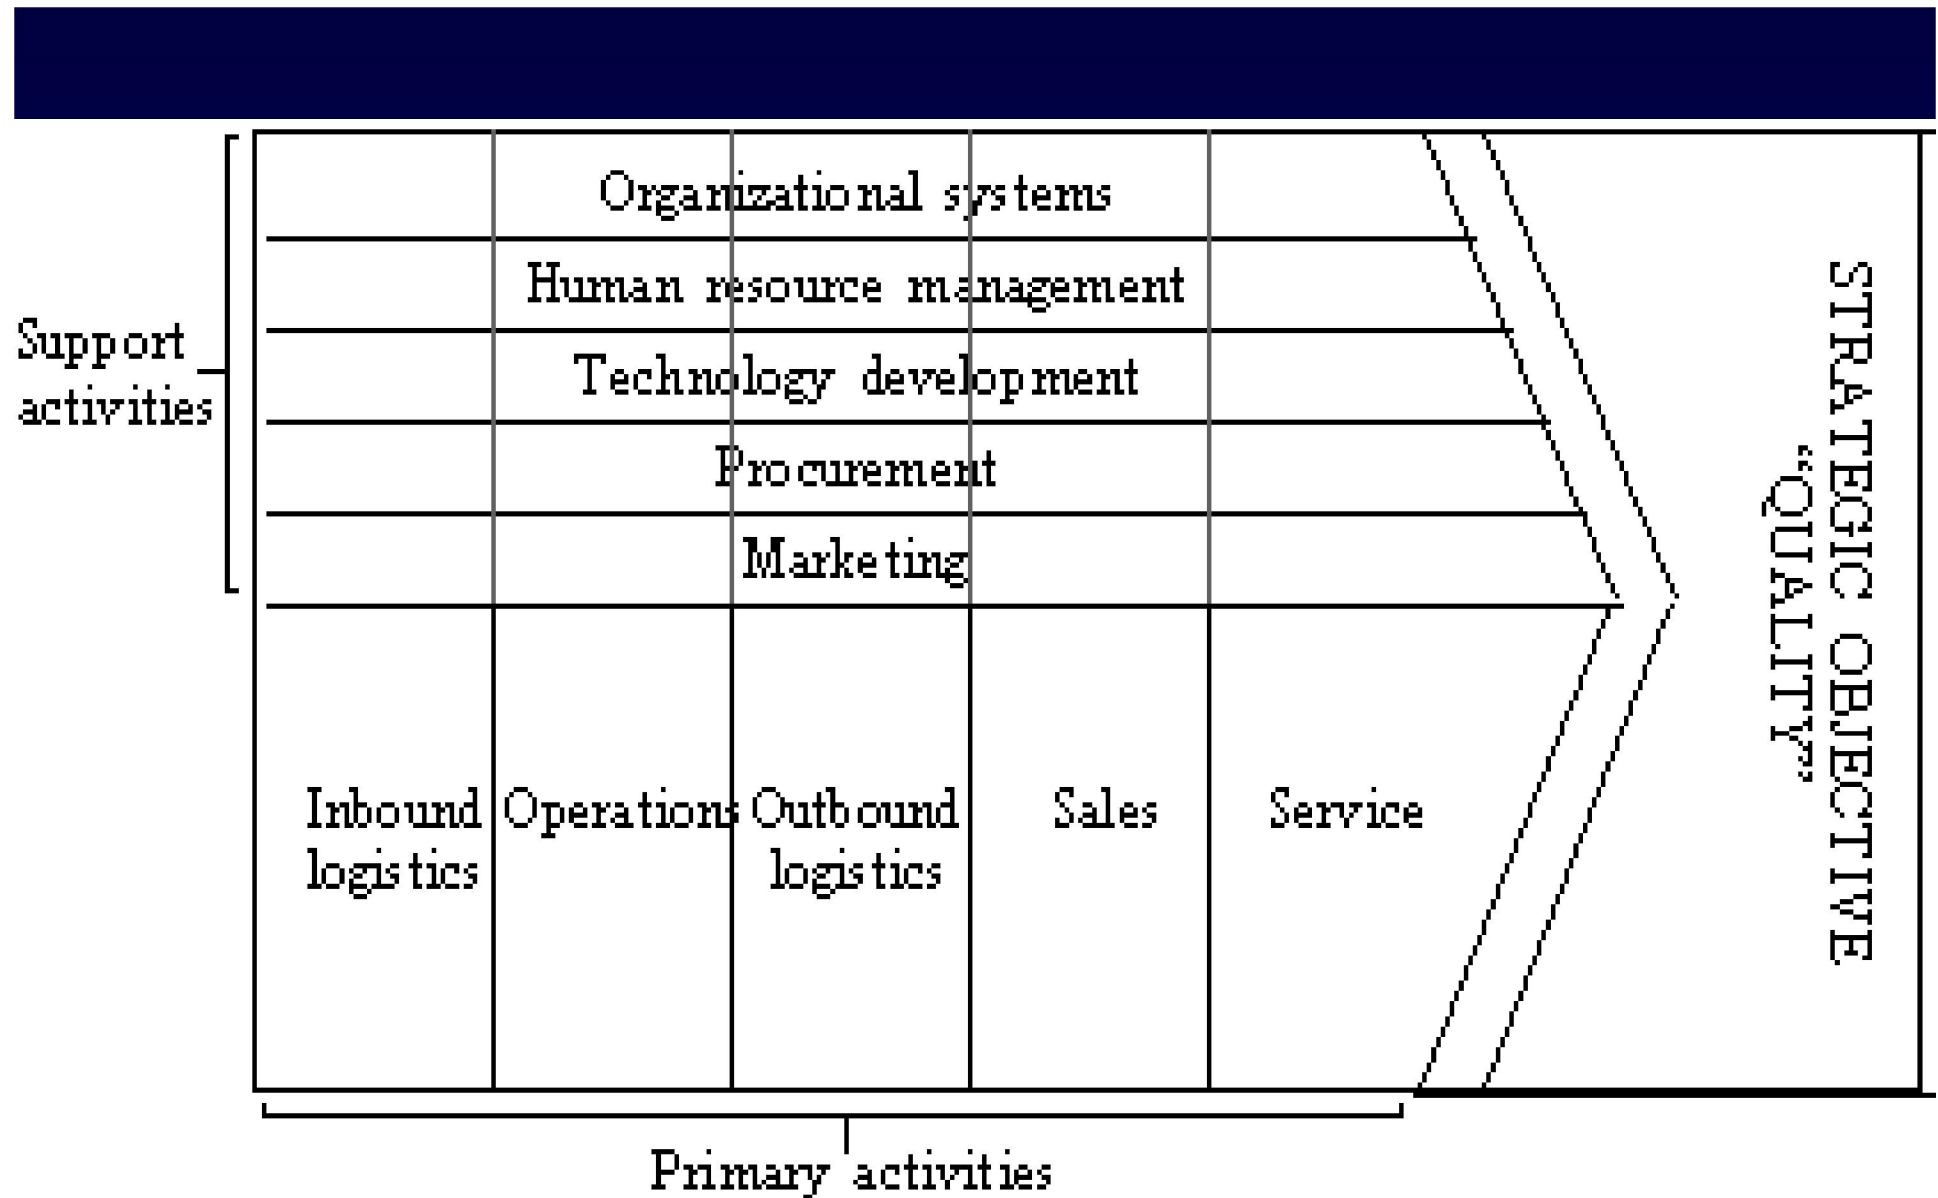 Organizational systems
Human resource management
Technology development
Procurement
Marketing
Support
activities
Inbound
logistics
Operations
Outbound
logistics
Sales
Service
STRATEGIC OBJECTIVE
“QUALITY”
Primary activities